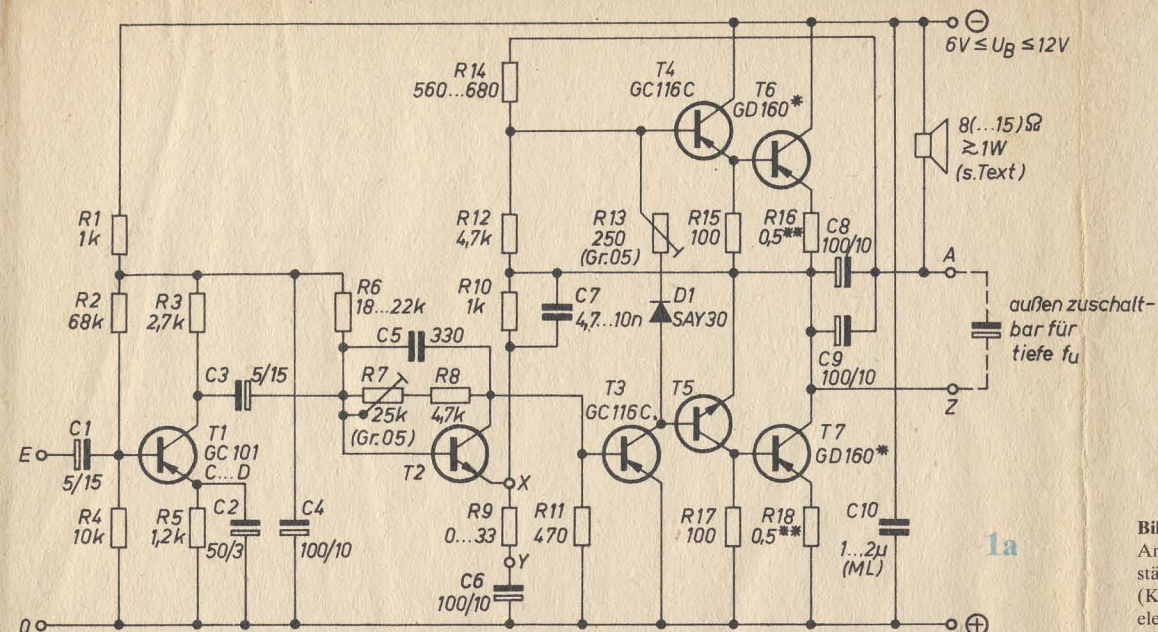 ⊖
6V ≤ U_B ≤ 12V
R14
560...680
T4
GC116C
T6
GD160*
8(...15)Ω
≳1W
(s.Text)
R1
1k
R12
4,7k
R13
250
(Gr.05)
R15
100
R16
0,5**
C8
100/10
A
R2
68k
R3
2,7k
R6
18...22k
R10
1k
C7
4,7...10n
D1
SAY30
außen zuschalt-
bar für
tiefe fu
C5
330
C9
100/10
C3
5/15
R7
25k
(Gr.05)
R8
4,7k
T3
GC116C
T5
Z
C1
E
5/15
T1
GC101
C...D
T2
X
T7
GD160*
R4
10k
R5
1,2k
C2
50/3
C4
100/10
R9
0...33
R11
470
R17
100
R18
0,5**
C10
1...2µ
(ML)
1a
Y
C6
100/10
0
⊕
Bil
stä
(K
ele